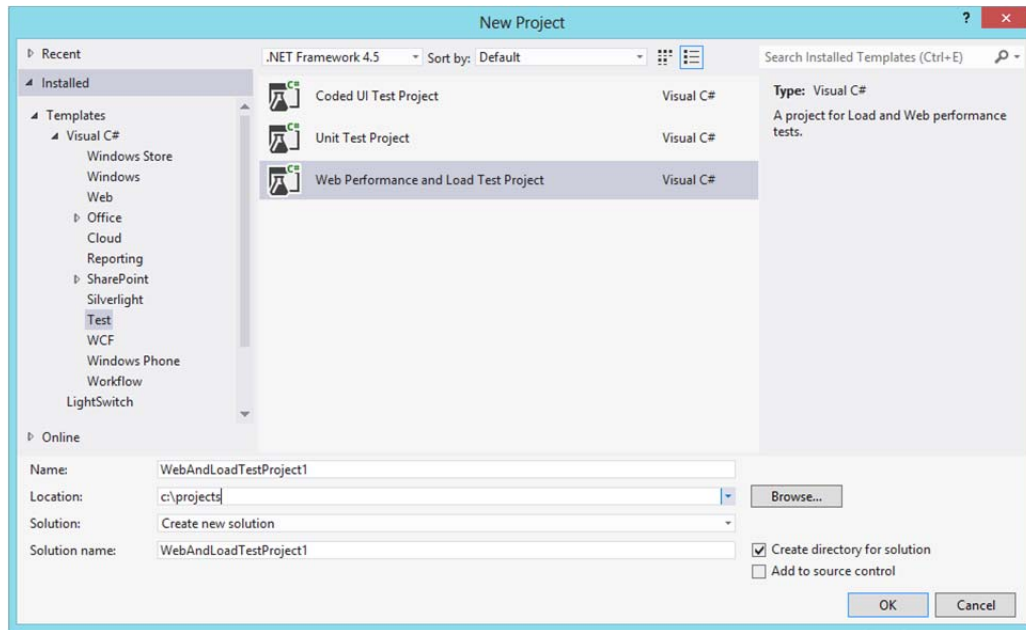 New Project
?
Recent
.NET Framework 4.5 Sort by: Default
Search Installed Templates (Ctrl+E)
Installed
Templates
Visual C#
Windows Store
Windows
Web
Office
Cloud
Reporting
SharePoint
Silverlight
Test
WCF
Windows Phone
Workflow
LightSwitch
Online
C# Coded UI Test Project Visual C#
C# Unit Test Project Visual C#
C# Web Performance and Load Test Project Visual C#
Type: Visual C#
A project for Load and Web performance
tests.
Name: WebAndLoadTestProject1
Location: c:\projects Browse...
Solution: Create new solution
Solution name: WebAndLoadTestProject1
Create directory for solution
Add to source control
OK Cancel